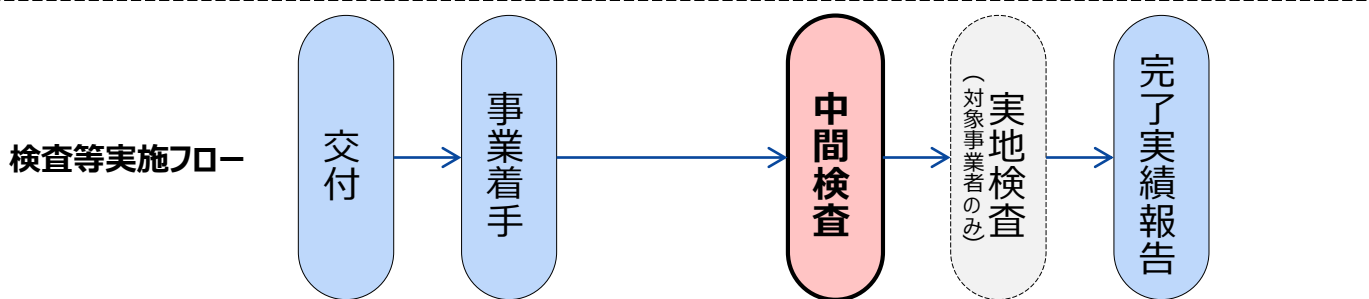 検査等実施フロー
交付
事業着手
中間検査
実地検査
(対象事業者のみ)
完了実績報告